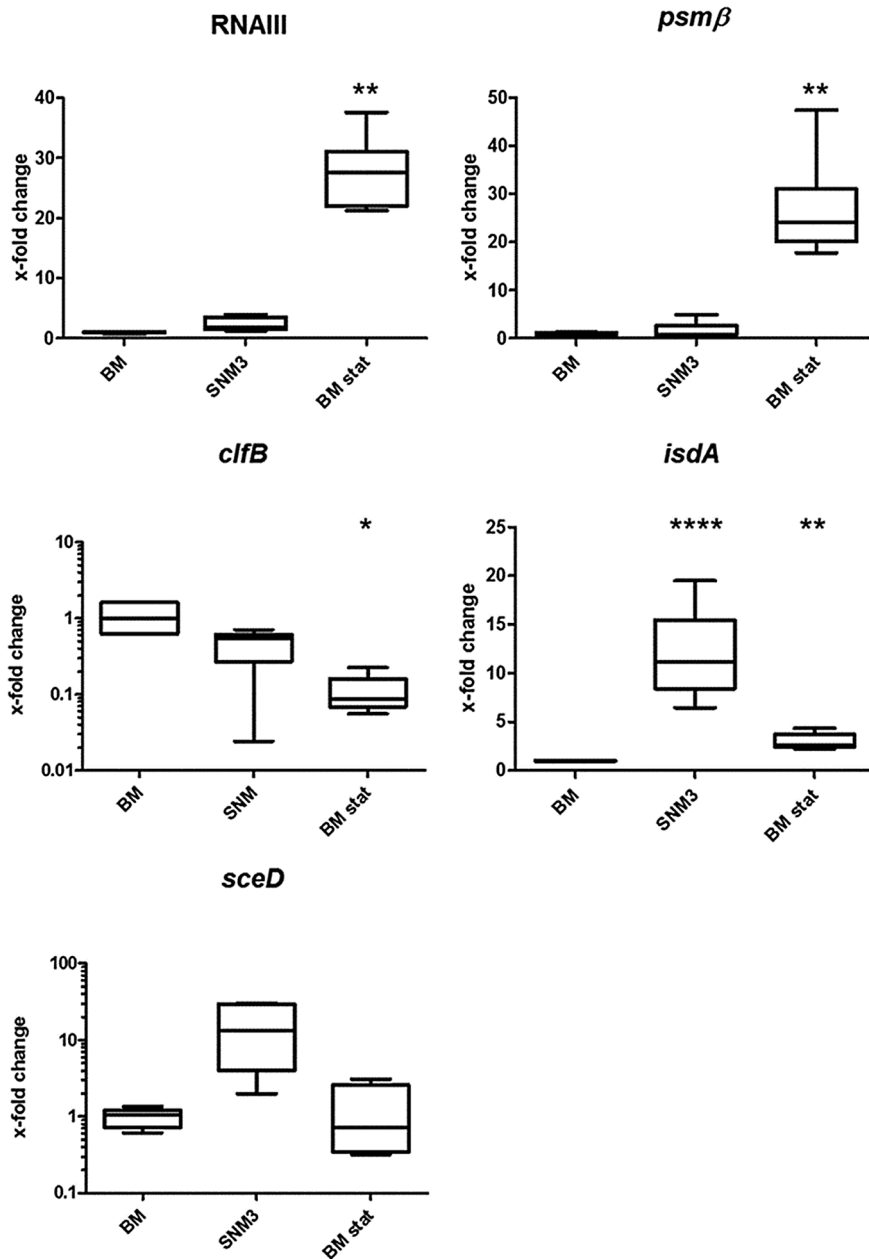 RNAIII
**
x-fold change
40
30
20
10
0
BM
SNM3
BM stat
psmβ
**
x-fold change
50
40
30
20
10
0
BM
SNM3
BM stat
clfB
*
x-fold change
10
1
0.1
0.01
BM
SNM
BM stat
isdA
**** **
x-fold change
25
20
15
10
5
0
BM
SNM3
BM stat
sceD
x-fold change
100
10
1
0.1
BM
SNM3
BM stat